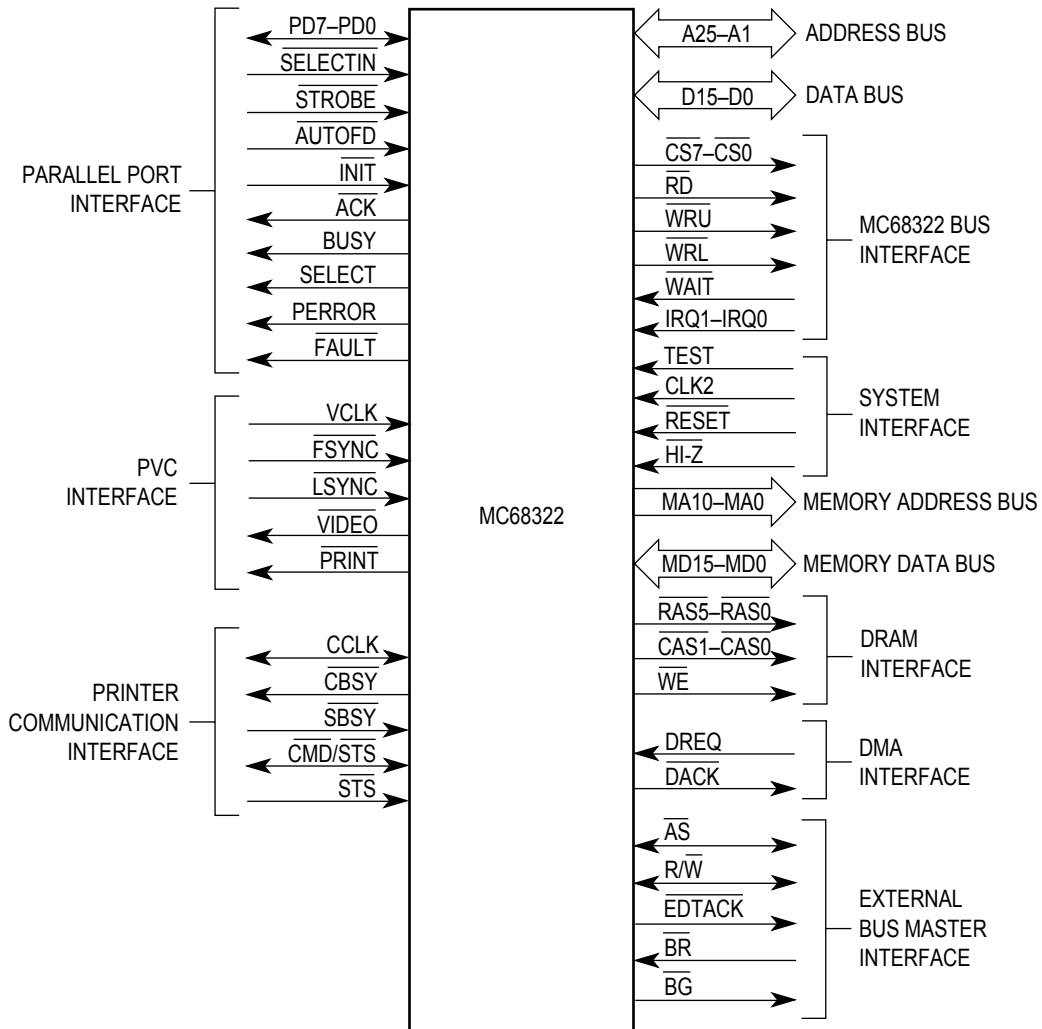 PD7–PD0
SELECTIN
STROBE
AUTOFD
INIT
ACK
BUSY
SELECT
PERROR
FAULT
PARALLEL PORT
INTERFACE
VCLK
FSYNC
LSYNC
VIDEO
PRINT
PVC
INTERFACE
CCLK
CBSY
SBSY
CMD/STS
STS
PRINTER
COMMUNICATION
INTERFACE
MC68322
A25–A1
ADDRESS BUS
D15–D0
DATA BUS
CS7–CS0
RD
WRU
WRL
WAIT
IRQ1–IRQ0
MC68322 BUS
INTERFACE
TEST
CLK2
RESET
HI-Z
SYSTEM
INTERFACE
MA10–MA0
MEMORY ADDRESS BUS
MD15–MD0
MEMORY DATA BUS
RAS5–RAS0
CAS1–CAS0
WE
DRAM
INTERFACE
DREQ
DACK
DMA
INTERFACE
AS
R/W
EDTACK
BR
BG
EXTERNAL
BUS MASTER
INTERFACE